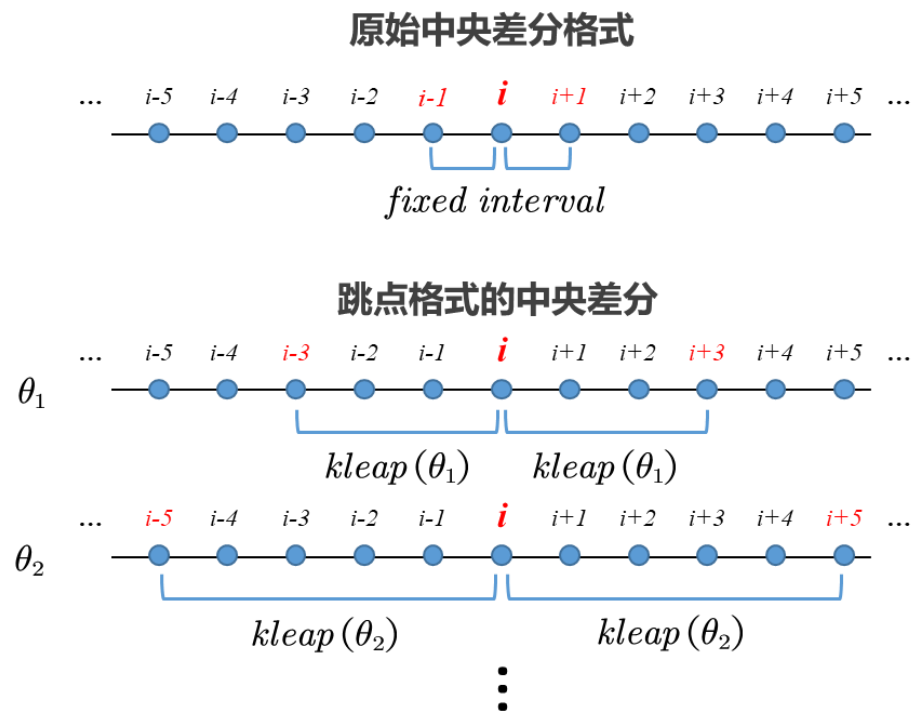 原始中央差分格式
... i-5 i-4 i-3 i-2 i-1 i i+1 i+2 i+3 i+4 i+5 ...
fixed interval
跳点格式的中央差分
... i-5 i-4 i-3 i-2 i-1 i i+1 i+2 i+3 i+4 i+5 ...
θ₁
kleap (θ₁) kleap (θ₁)
... i-5 i-4 i-3 i-2 i-1 i i+1 i+2 i+3 i+4 i+5 ...
θ₂
kleap (θ₂) kleap (θ₂)
⋮